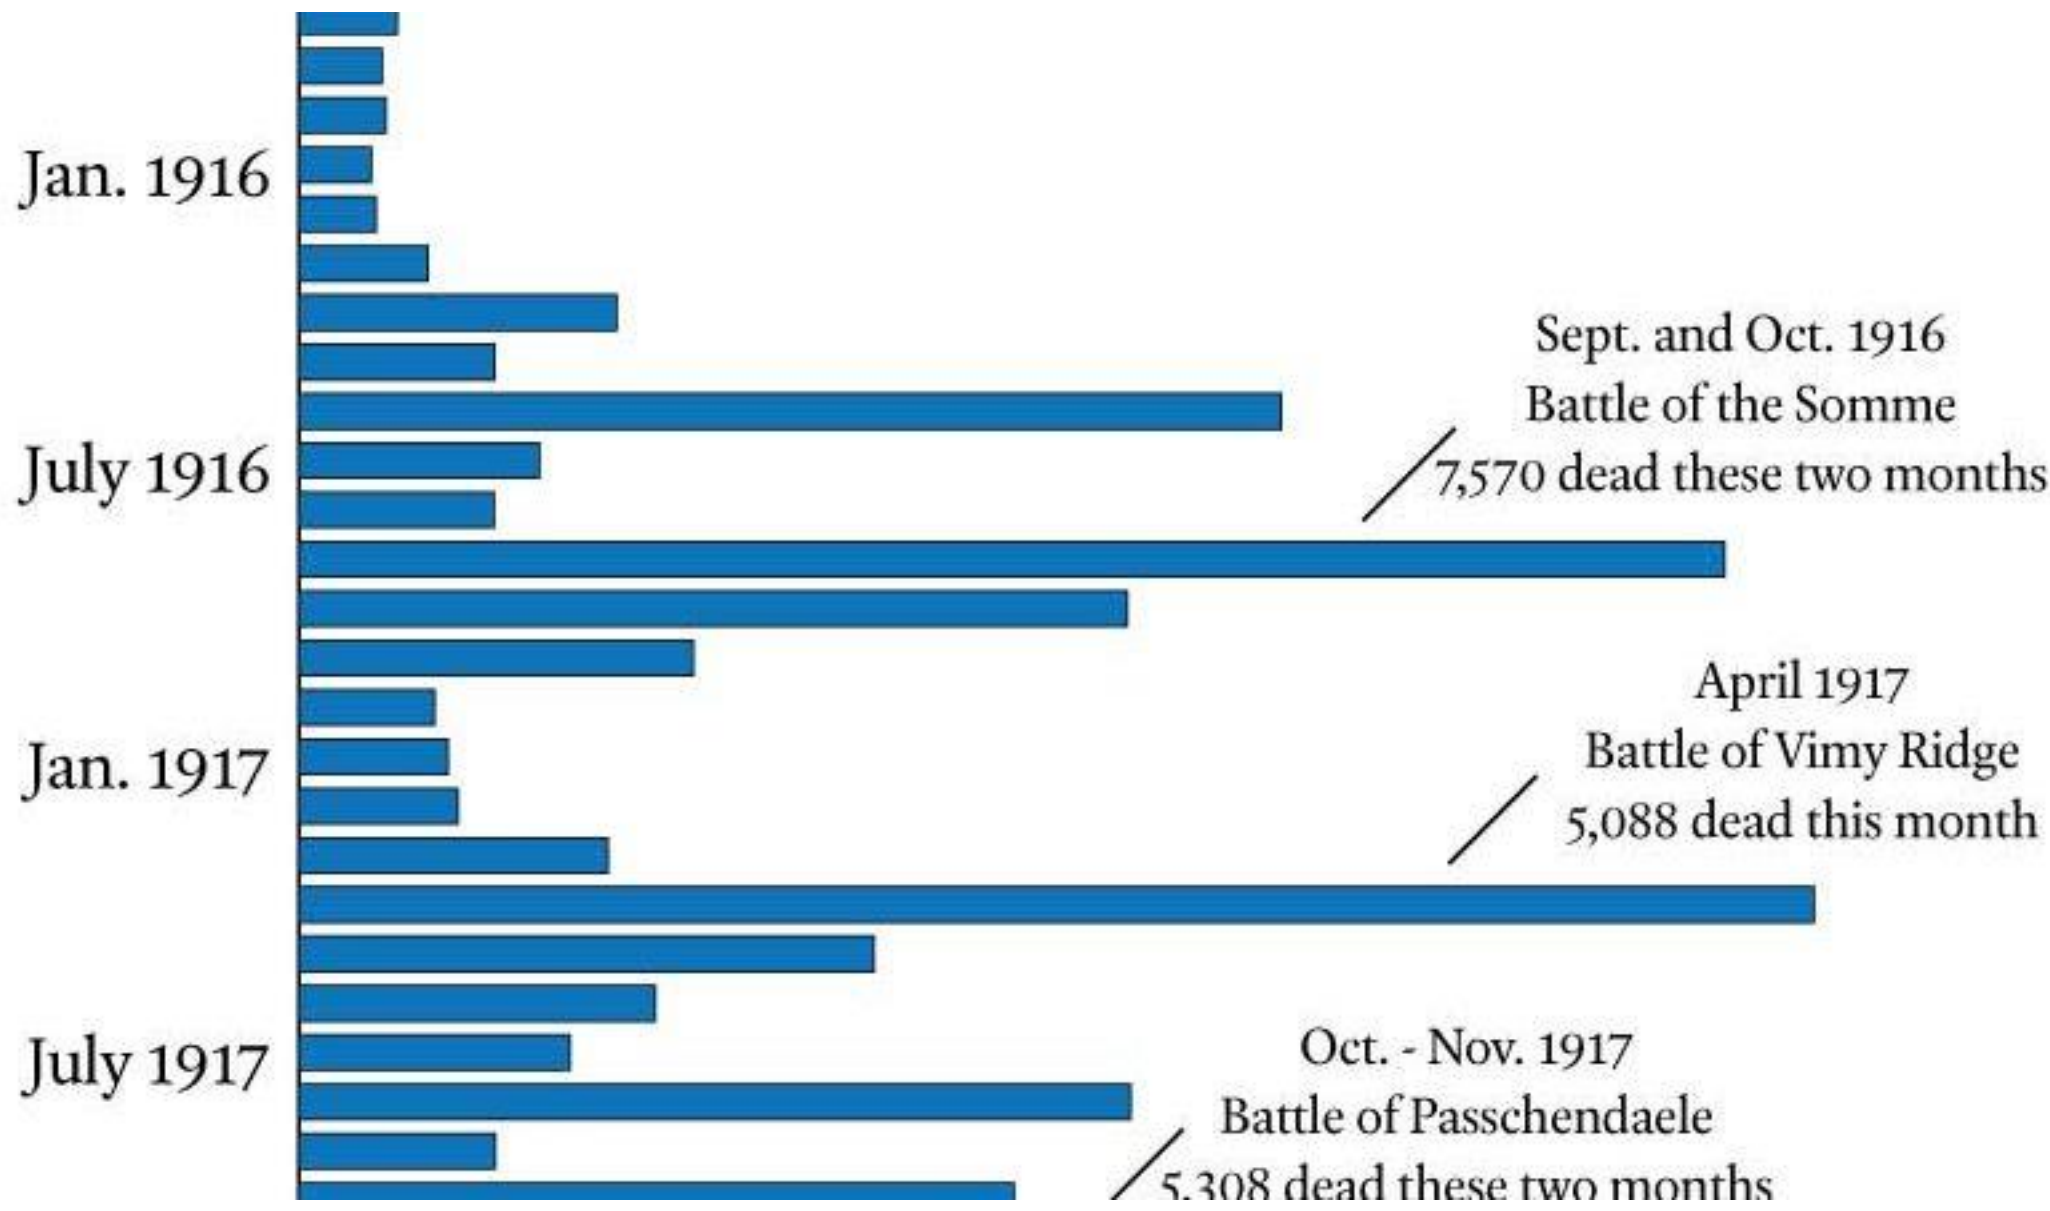 Jan. 1916
Sept. and Oct. 1916
Battle of the Somme
July 1916
7,570 dead these two months
April 1917
Battle of Vimy Ridge
Jan. 1917
5,088 dead this month
Oct. - Nov. 1917
July 1917
Battle of Passchendaele
5,308 dead these two months